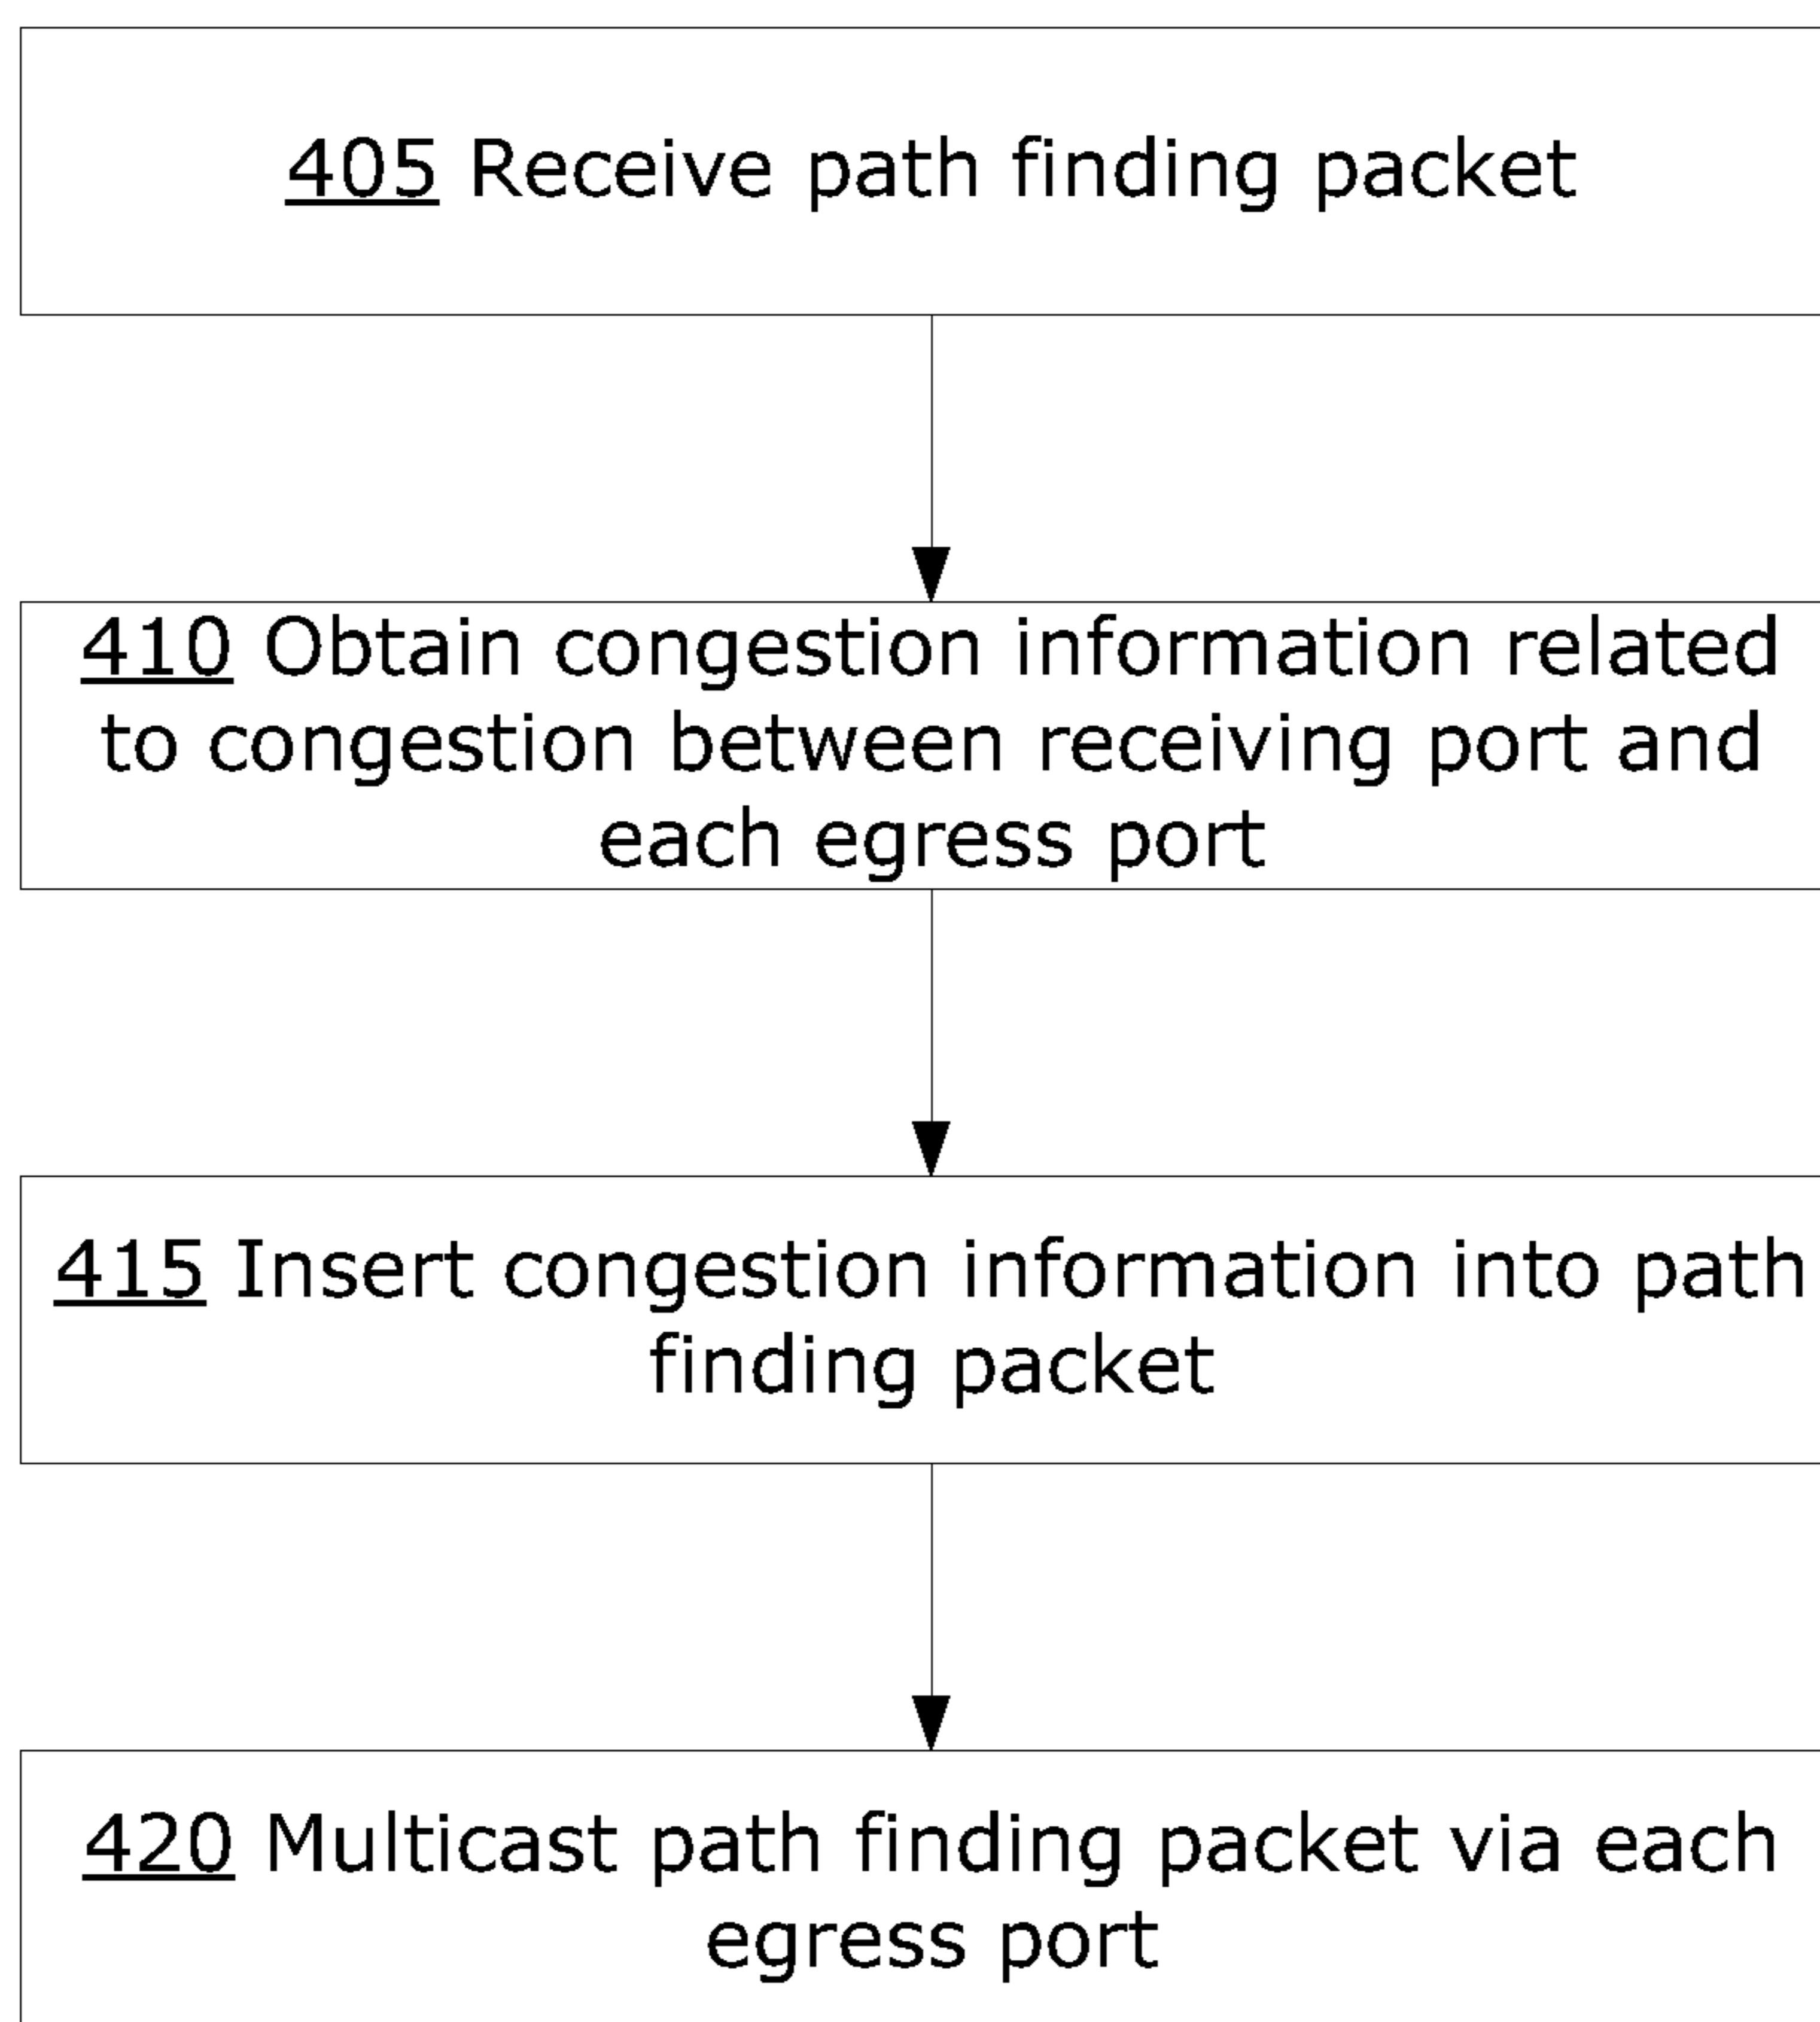 405 Receive path finding packet
410 Obtain congestion information related
to congestion between receiving port and
each egress port
415 Insert congestion information into path
finding packet
420 Multicast path finding packet via each
egress port